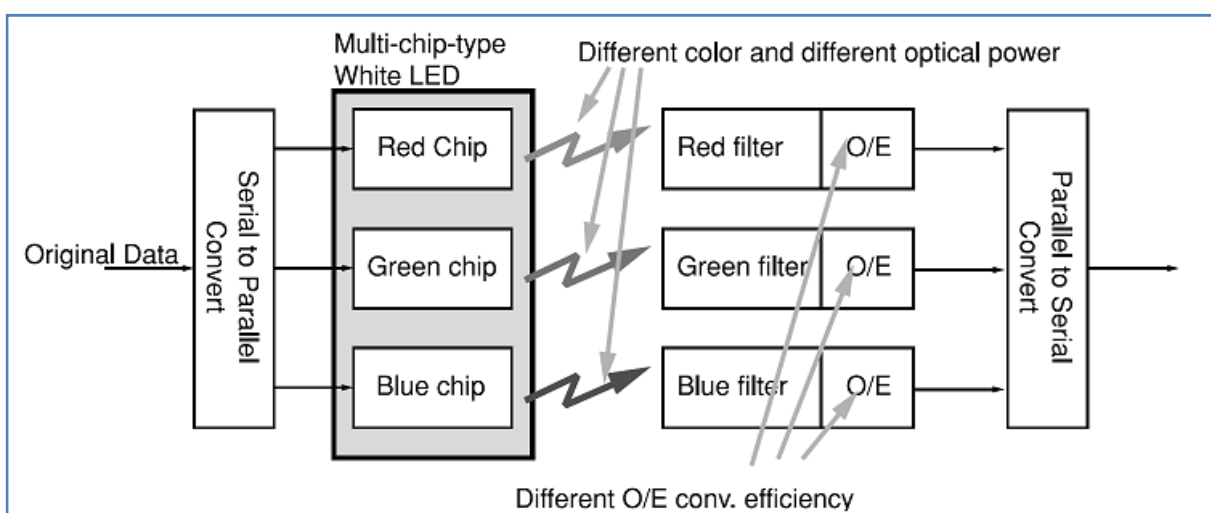 Multi-chip-type
White LED
Different color and different optical power
Original Data
Serial to Parallel
Convert
Red Chip
Green chip
Blue chip
Red filter
O/E
Green filter
O/E
Blue filter
O/E
Parallel to Serial
Convert
Different O/E conv. efficiency